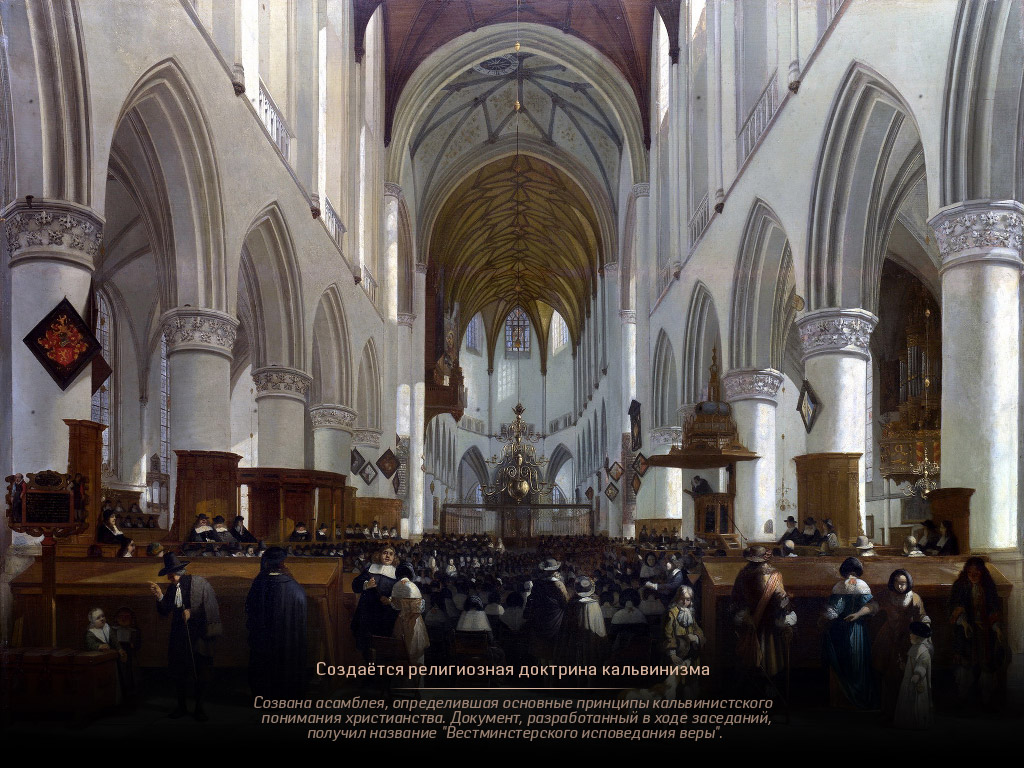 Создаётся религиозная доктрина кальвинизма
Созвана асамблея, определившая основные принципы кальвинистского
понимания христианства. Документ, разработанный в ходе заседаний,
получил название "Вестминстерского исповедания веры".